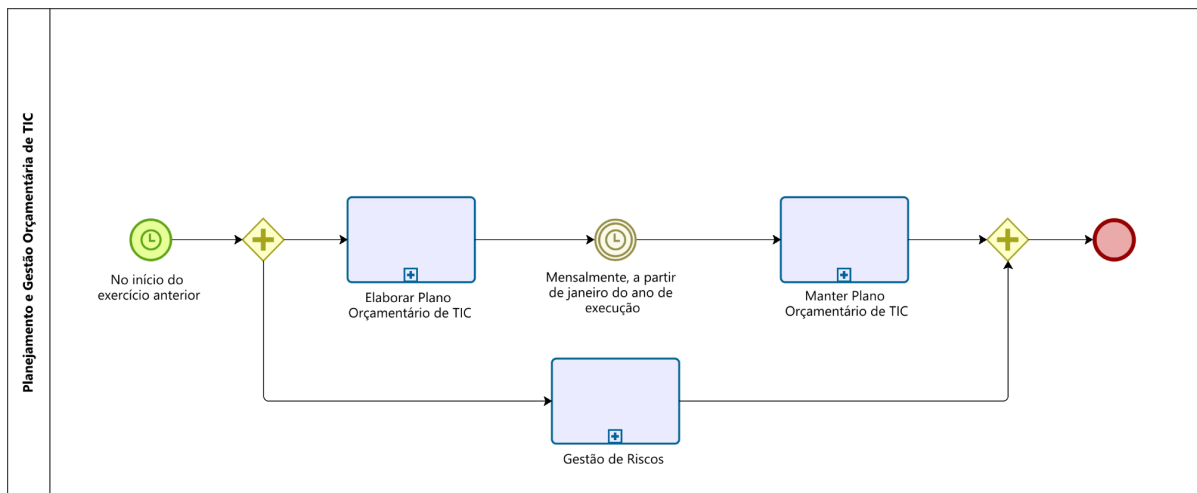 Planejamento e Gestão Orçamentária de TIC
No início do
exercício anterior
Elaborar Plano
Orçamentário de TIC
Mensalmente, a partir
de janeiro do ano de
execução
Manter Plano
Orçamentário de TIC
Gestão de Riscos